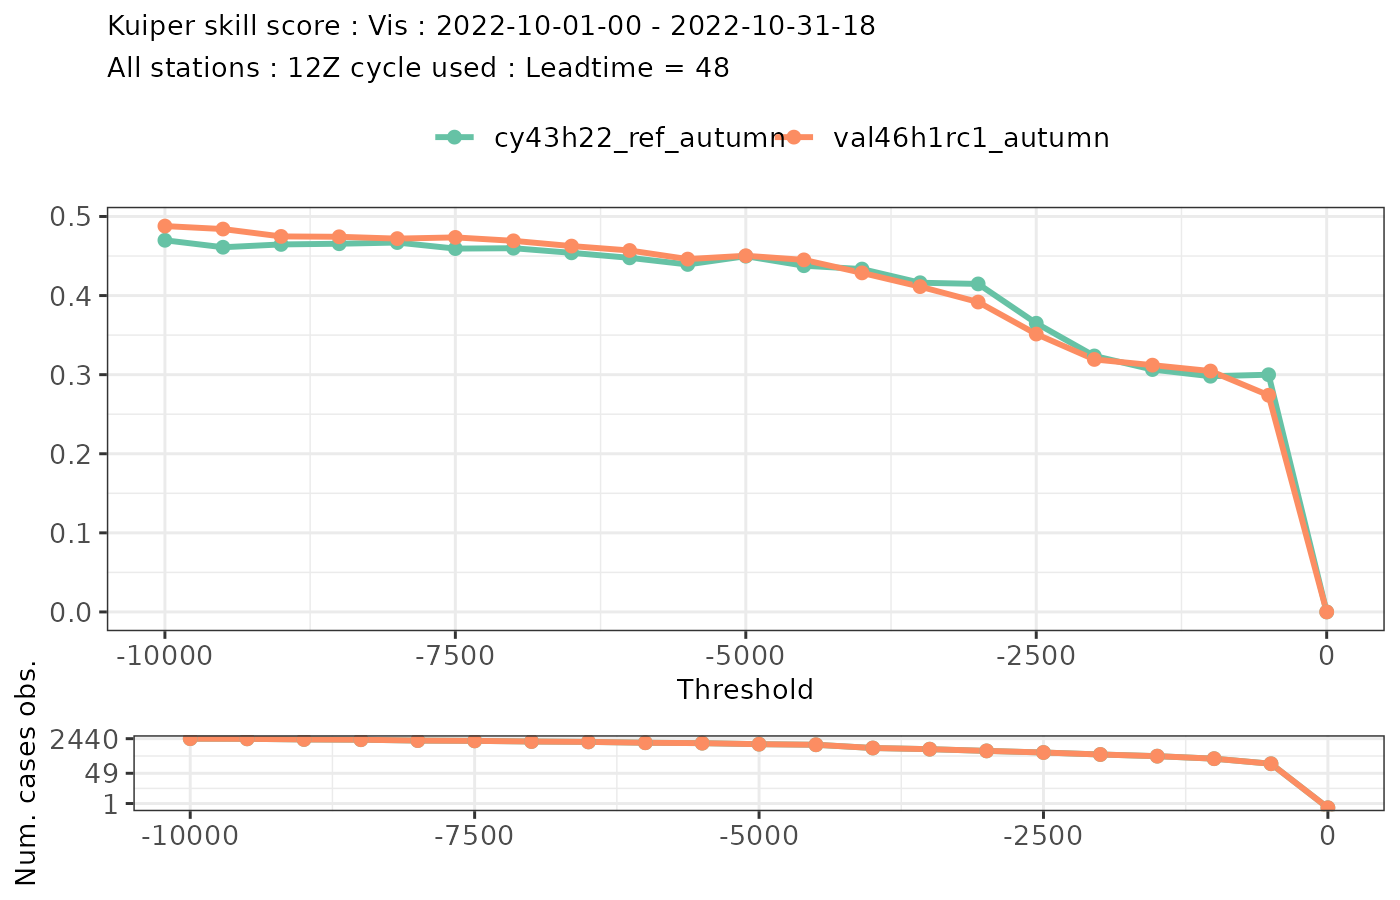 Kuiper skill score : Vis : 2022-10-01-00 - 2022-10-31-18
All stations : 12Z cycle used : Leadtime = 48
cy43h22_ref_autumn val46h1rc1_autumn
0.5
0.4
0.3
0.2
0.1
0.0
-10000 -7500 -5000 -2500 0
Threshold
Num. cases obs.
2440
49
1
-10000 -7500 -5000 -2500 0